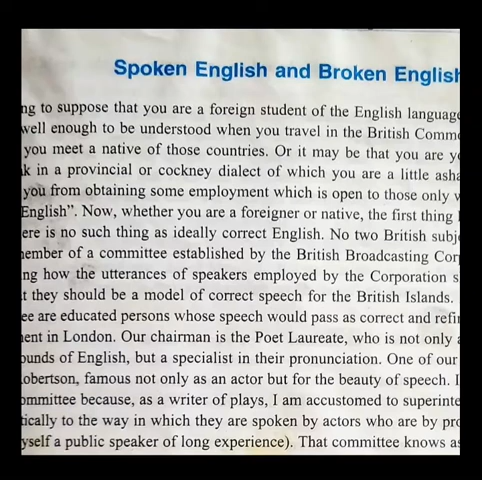 Spoken English and Broken English
ng to suppose that you are a foreign student of the English language
well enough to be understood when you travel in the British Comm
you meet a native of those countries. Or it may be that you are y
k in a provincial or cockney dialect of which you are a little asha
you from obtaining some employment which is open to those only w
English”. Now, whether you are a foreigner or native, the first thing
ere is no such thing as ideally correct English. No two British subj
ember of a committee established by the British Broadcasting Cor
ng how the utterances of speakers employed by the Corporation s
t they should be a model of correct speech for the British Islands.
ee are educated persons whose speech would pass as correct and refi
ent in London. Our chairman is the Poet Laureate, who is not only a
ounds of English, but a specialist in their pronunciation. One of our
obertson, famous not only as an actor but for the beauty of speech. I
ommittee because, as a writer of plays, I am accustomed to superinte
tically to the way in which they are spoken by actors who are by pro
yself a public speaker of long experience). That committee knows as